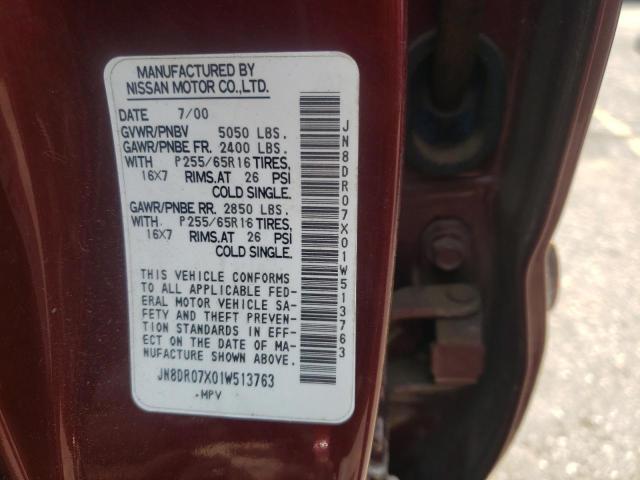 MANUFACTURED BY
NISSAN MOTOR CO.,LTD.
DATE 7/00
GVWR/PNBV 5050 LBS.
GAWR/PNBE FR. 2400 LBS.
WITH P255/65R16 TIRES,
16X7 RIMS,AT 26 PSI
COLD SINGLE.
GAWR/PNBE RR. 2850 LBS.
WITH P255/65R16 TIRES,
16X7 RIMS,AT 26 PSI
COLD SINGLE.
THIS VEHICLE CONFORMS
TO ALL APPLICABLE FED-
ERAL MOTOR VEHICLE SA-
FETY AND THEFT PREVEN-
TION STANDARDS IN EFF-
ECT ON THE DATE OF MA-
NUFACTURE SHOWN ABOVE.
JN8DR07X01W513763
.MPV
JN8DR07X01W513763